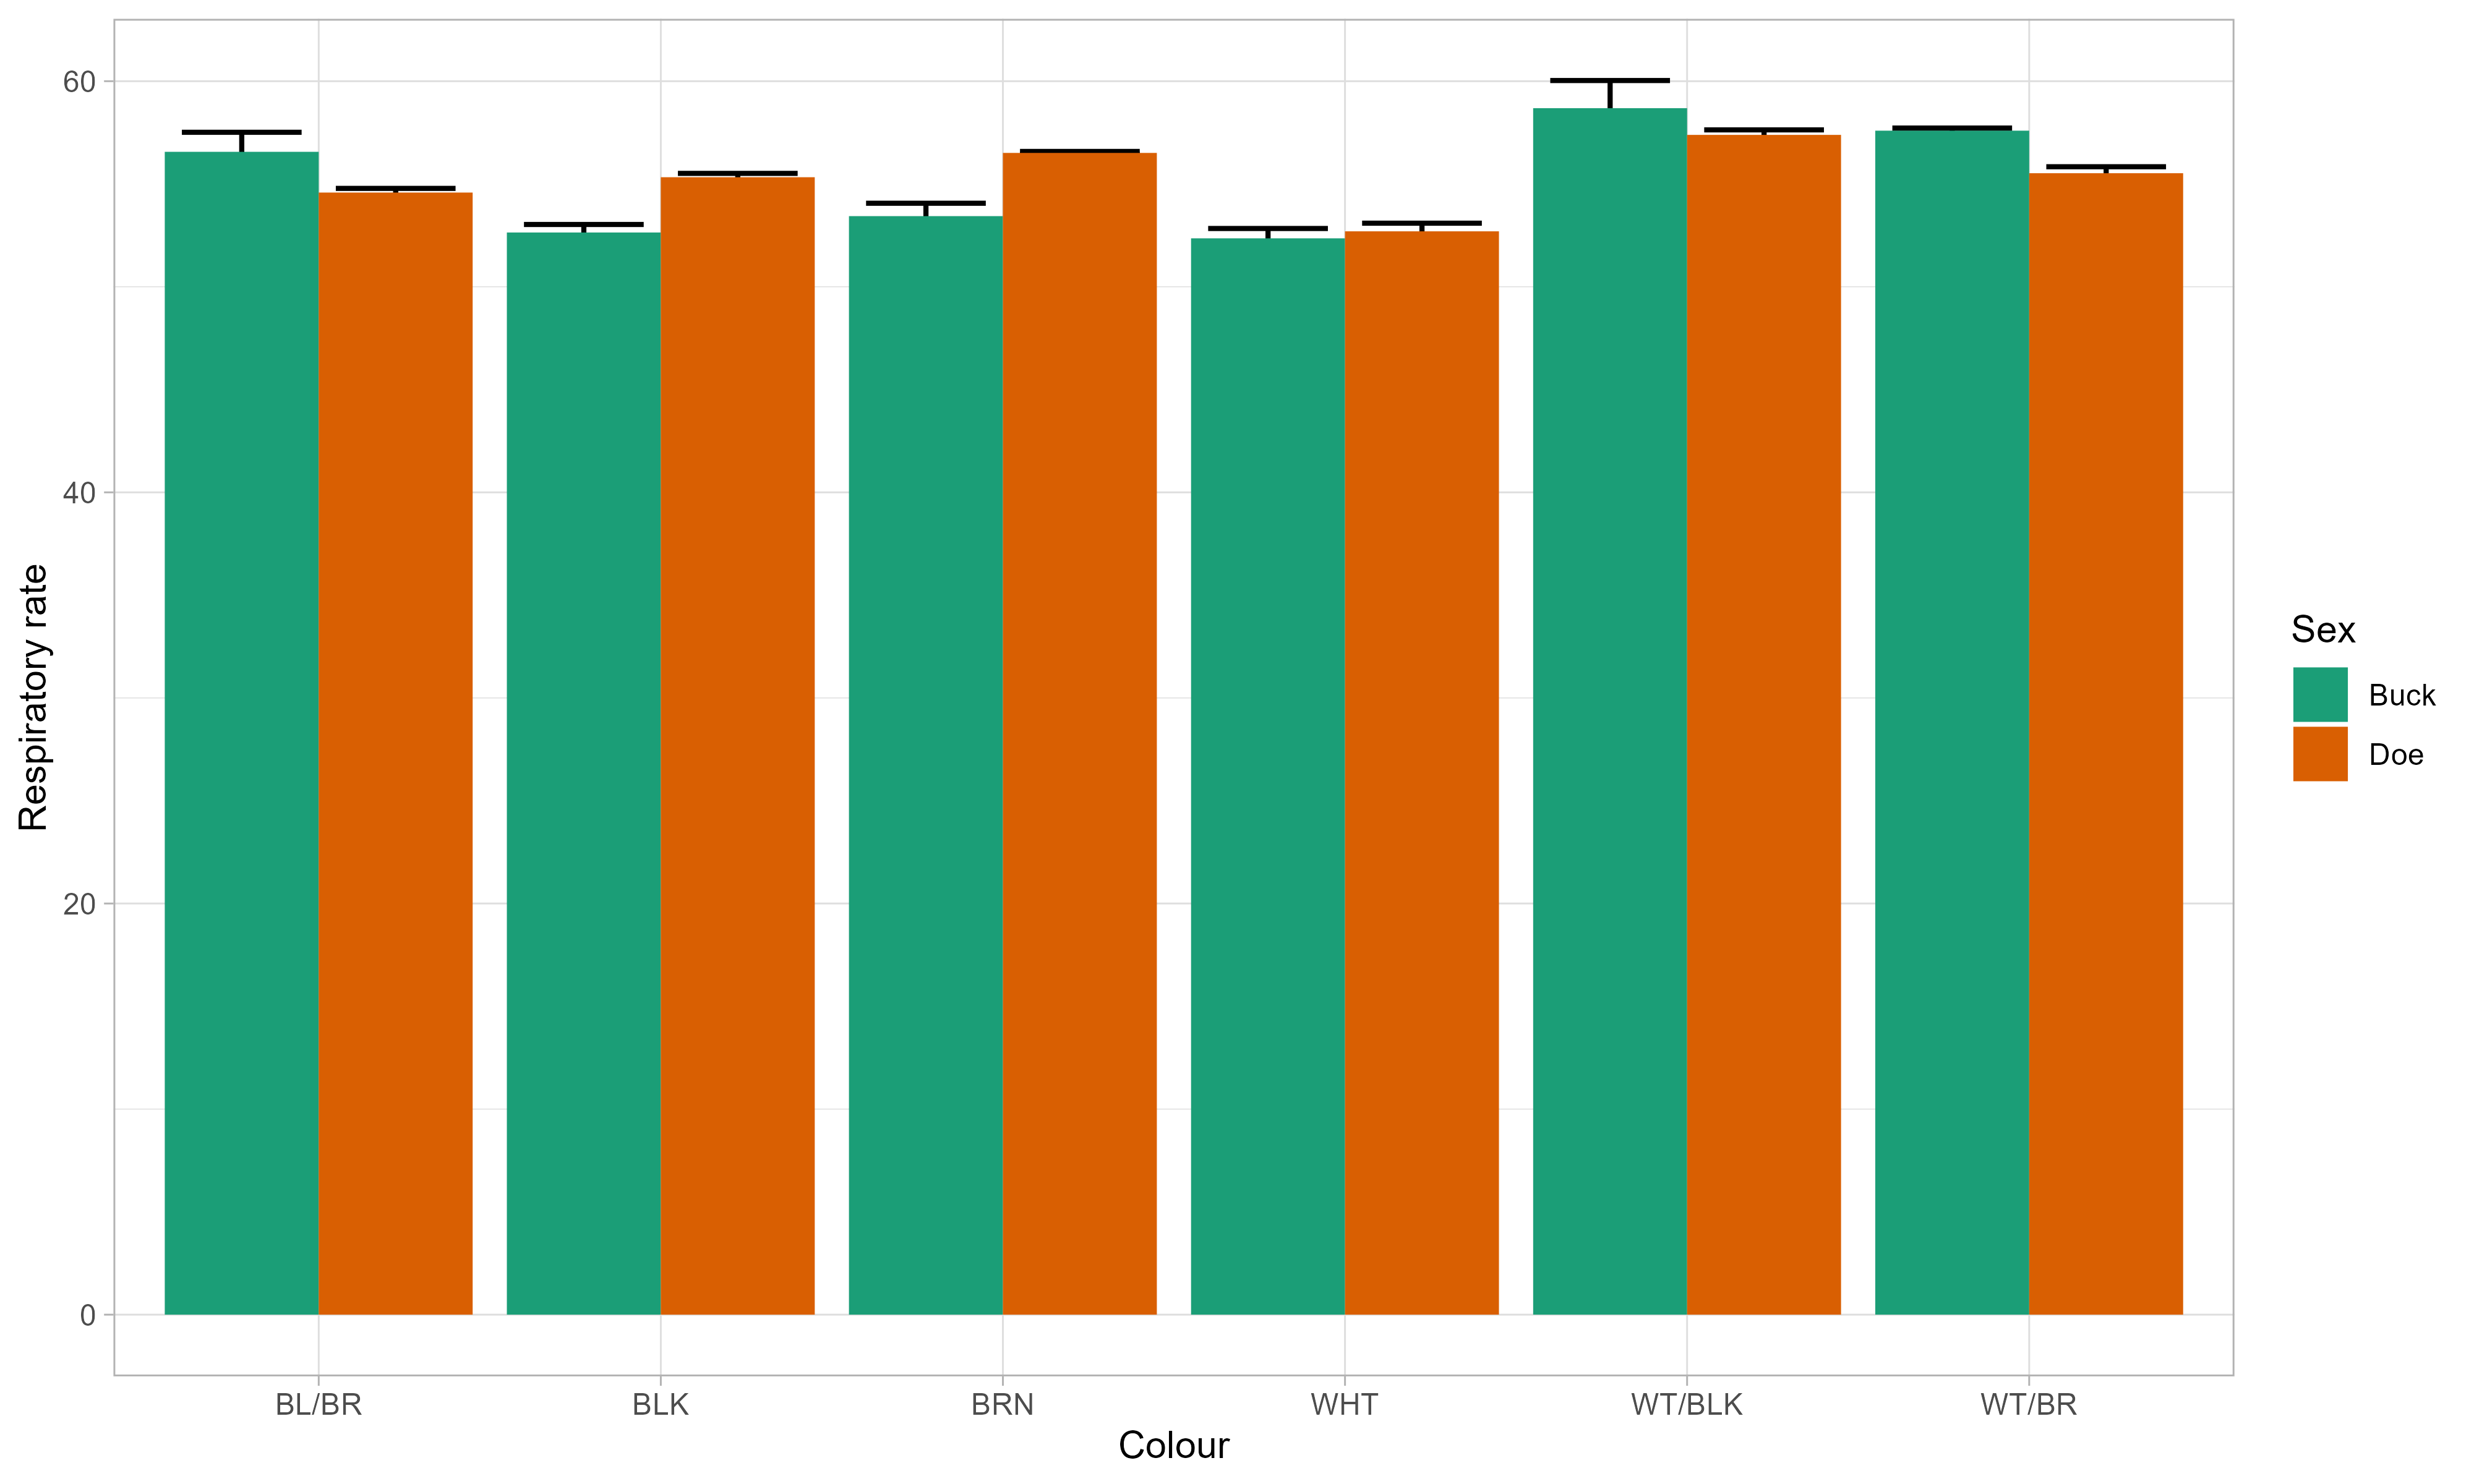 60
40
20
0
Respiratory rate
BL/BR
BLK
BRN
WHT
WT/BLK
WT/BR
Colour
Sex
Buck
Doe